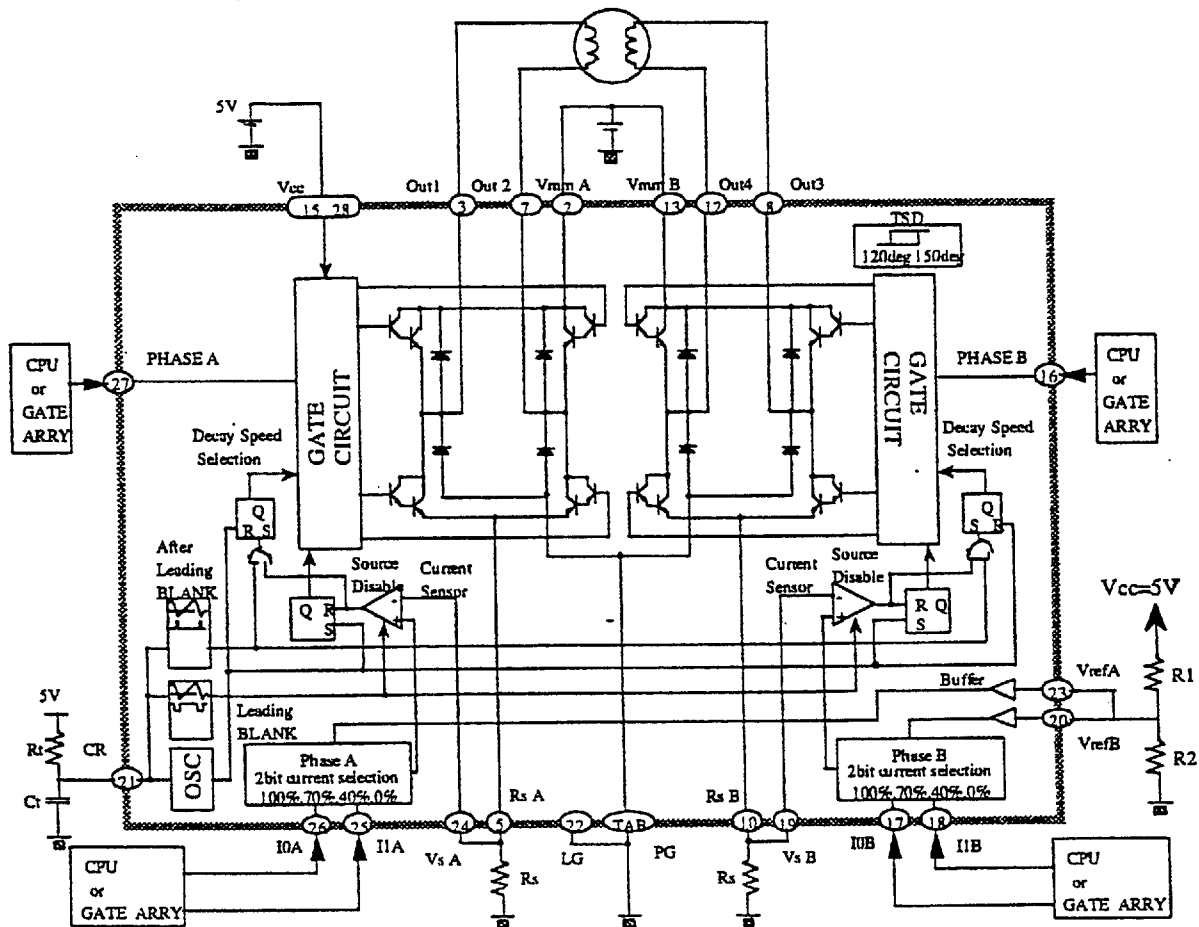 5V
Vcc
Out1
Out 2
Vmm A
Vmm B
Out4
Out3
15, 28
3
7
2
13
12
8
TSD
120deg 150deg
CPU
or
GATE
ARRY
PHASE A
27
GATE
CIRCUIT
GATE
CIRCUIT
PHASE B
16
CPU
or
GATE
ARRY
Decay Speed
Selection
Decay Speed
Selection
Q
R S
Q
S R
After
Leading
BLANK
Source
Disable
Current
Sensor
Current
Sensor
Source
Disable
Q R
S
R Q
S
-
+
-
+
Vcc=5V
R1
R2
Buffer
VrefA
23
20
VrefB
5V
Rt
CR
21
Ct
OSC
Leading
BLANK
Phase A
2bit current selection
100%,70%,40%,0%
Phase B
2bit current selection
100%,70%,40%,0%
Rs A
Rs B
26
25
24
5
22
TAB
10
19
17
18
I0A
I1A
Vs A
LG
PG
Vs B
I0B
I1B
Rs
Rs
CPU
or
GATE ARRY
CPU
or
GATE ARRY